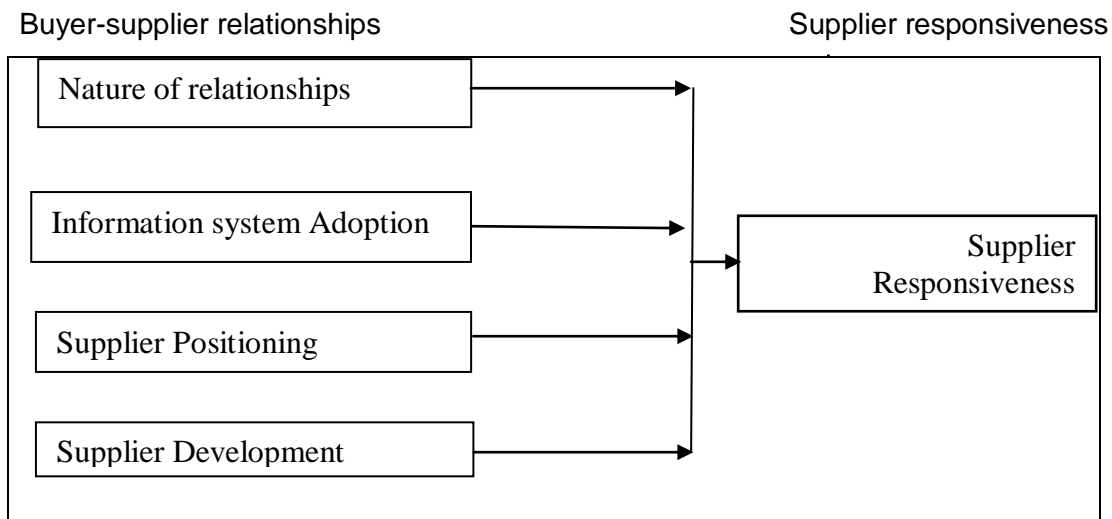 Buyer-supplier relationships
Supplier responsiveness
Nature of relationships
Information system Adoption
Supplier Positioning
Supplier Development
Supplier
Responsiveness